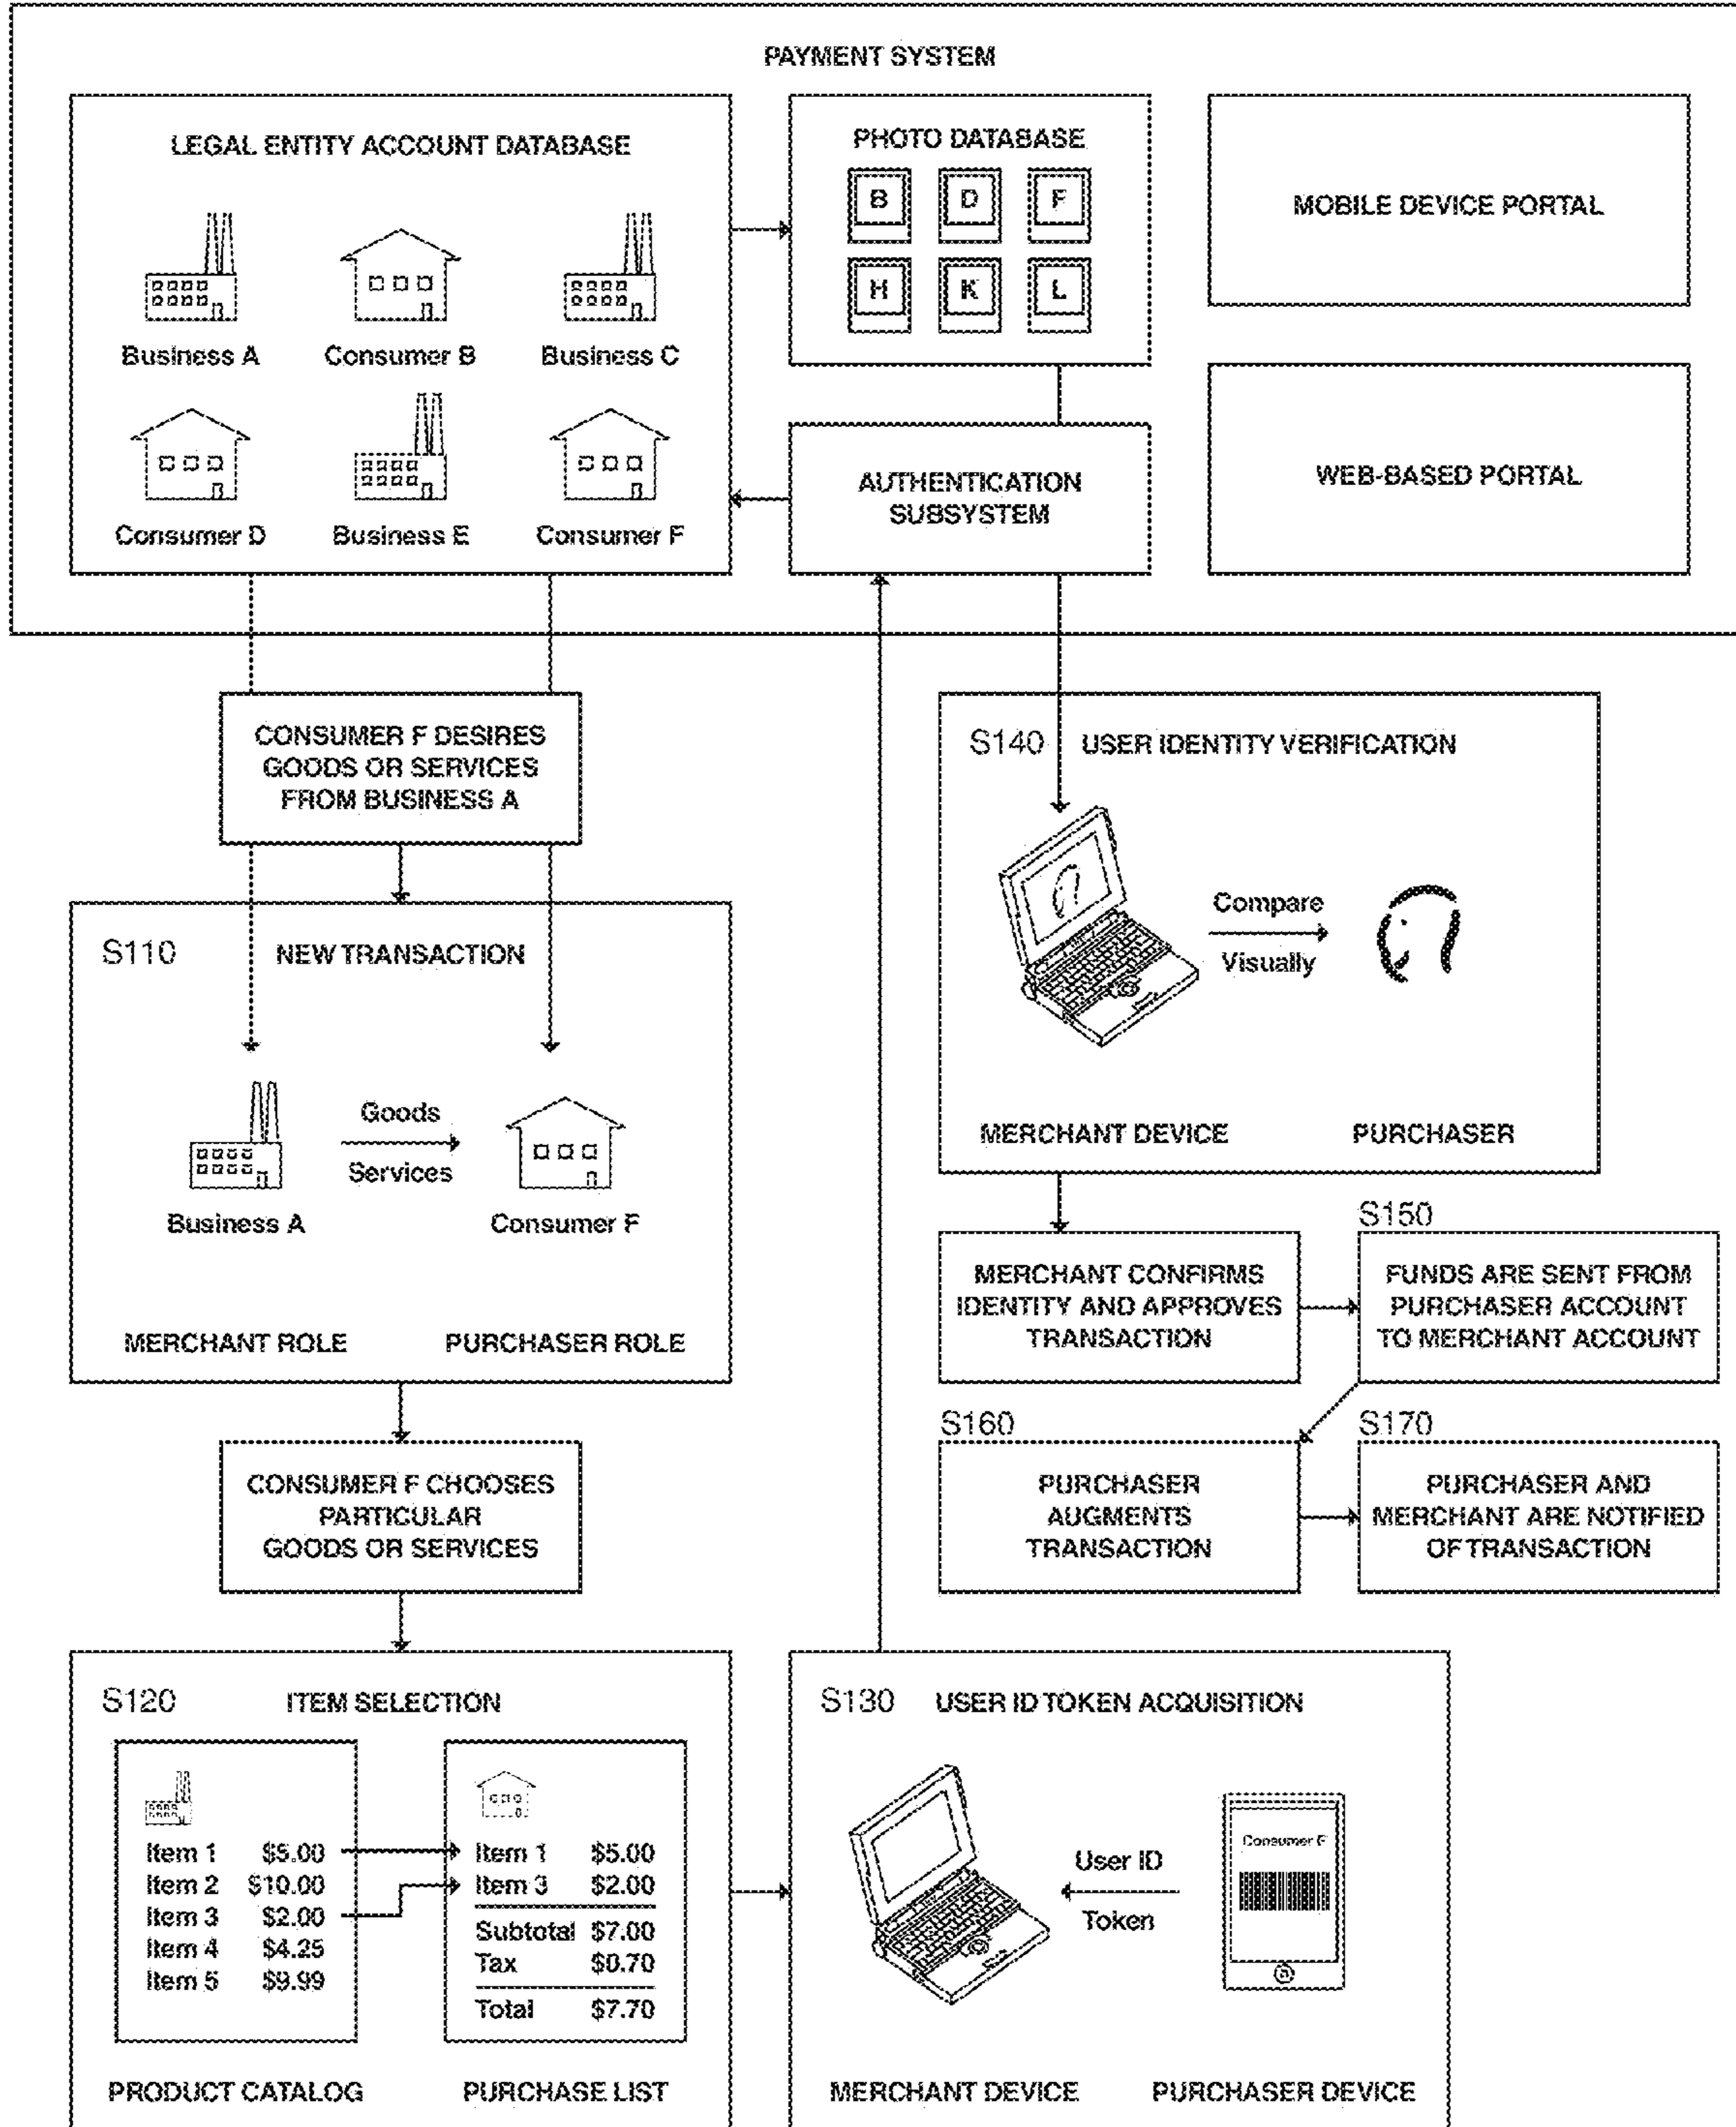 PAYMENT SYSTEM
LEGAL ENTITY ACCOUNT DATABASE
Business A
Consumer B
Business C
Consumer D
Business E
Consumer F
PHOTO DATABASE
B D F
H K L
AUTHENTICATION
SUBSYSTEM
MOBILE DEVICE PORTAL
WEB-BASED PORTAL
CONSUMER F DESIRES
GOODS OR SERVICES
FROM BUSINESS A
S110 NEW TRANSACTION
Goods
Services
Business A
Consumer F
MERCHANT ROLE
PURCHASER ROLE
CONSUMER F CHOOSES
PARTICULAR
GOODS OR SERVICES
S120 ITEM SELECTION
Item 1 $5.00
Item 2 $10.00
Item 3 $2.00
Item 4 $4.25
Item 5 $9.99
PRODUCT CATALOG
Item 1 $5.00
Item 3 $2.00
Subtotal $7.00
Tax $0.70
Total $7.70
PURCHASE LIST
S130 USER ID TOKEN ACQUISITION
User ID
Token
Consumer F
MERCHANT DEVICE
PURCHASER DEVICE
S140 USER IDENTITY VERIFICATION
Compare
Visually
MERCHANT DEVICE
PURCHASER
MERCHANT CONFIRMS
IDENTITY AND APPROVES
TRANSACTION
S150
FUNDS ARE SENT FROM
PURCHASER ACCOUNT
TO MERCHANT ACCOUNT
S160
PURCHASER
AUGMENTS
TRANSACTION
S170
PURCHASER AND
MERCHANT ARE NOTIFIED
OF TRANSACTION